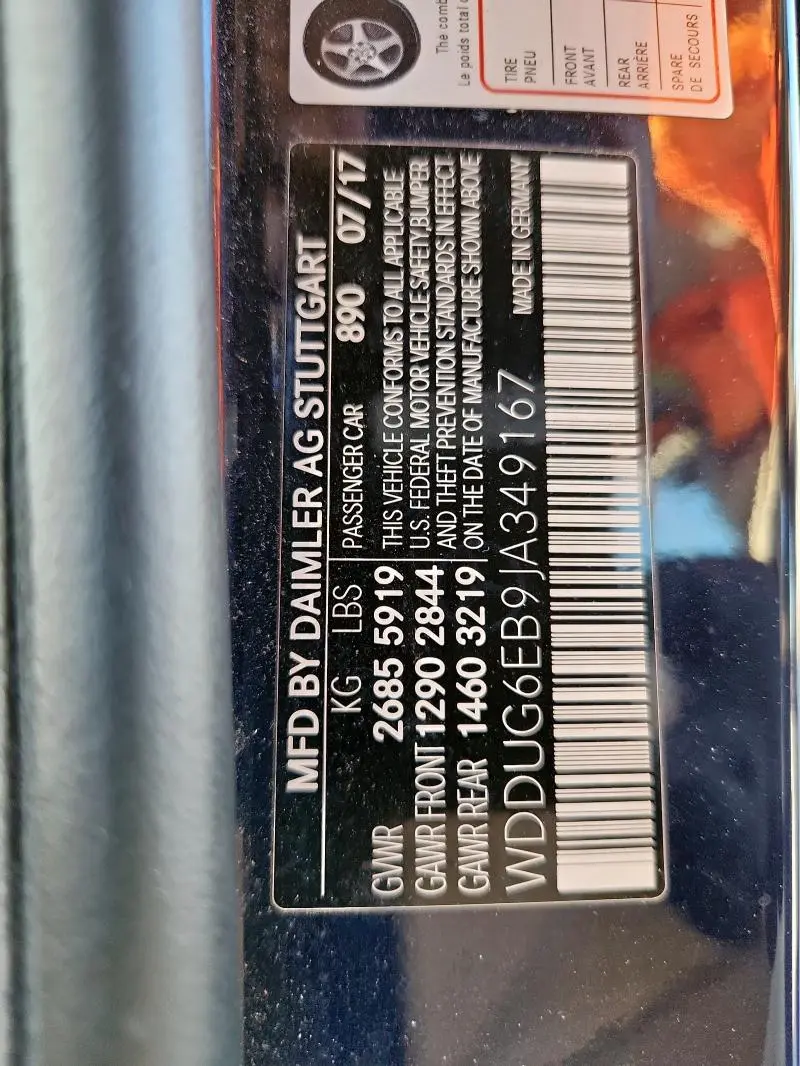 The comb
Le poids total c
TIRE
PNEU
FRONT
AVANT
REAR
ARRIÈRE
SPARE
DE SECOURS
MFD BY DAIMLER AG STUTTGART
KG LBS PASSENGER CAR 890 07/17
GVWR 2685 5919
GAWR FRONT 1290 2844
GAWR REAR 1460 3219
THIS VEHICLE CONFORMS TO ALL APPLICABLE
U.S. FEDERAL MOTOR VEHICLE SAFETY,BUMPER
AND THEFT PREVENTION STANDARDS IN EFFECT
ON THE DATE OF MANUFACTURE SHOWN ABOVE
WDDUG6EB9JA349167 MADE IN GERMANY